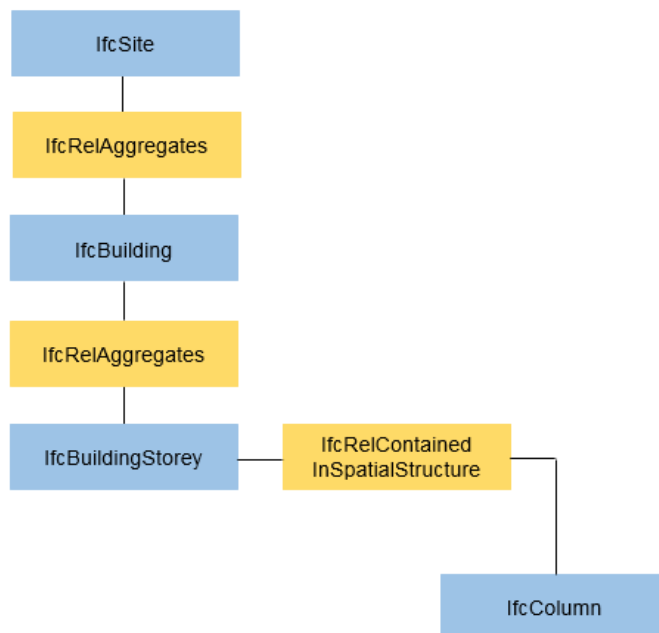 IfcSite
IfcRelAggregates
IfcBuilding
IfcRelAggregates
IfcBuildingStorey
IfcRelContained
InSpatialStructure
IfcColumn